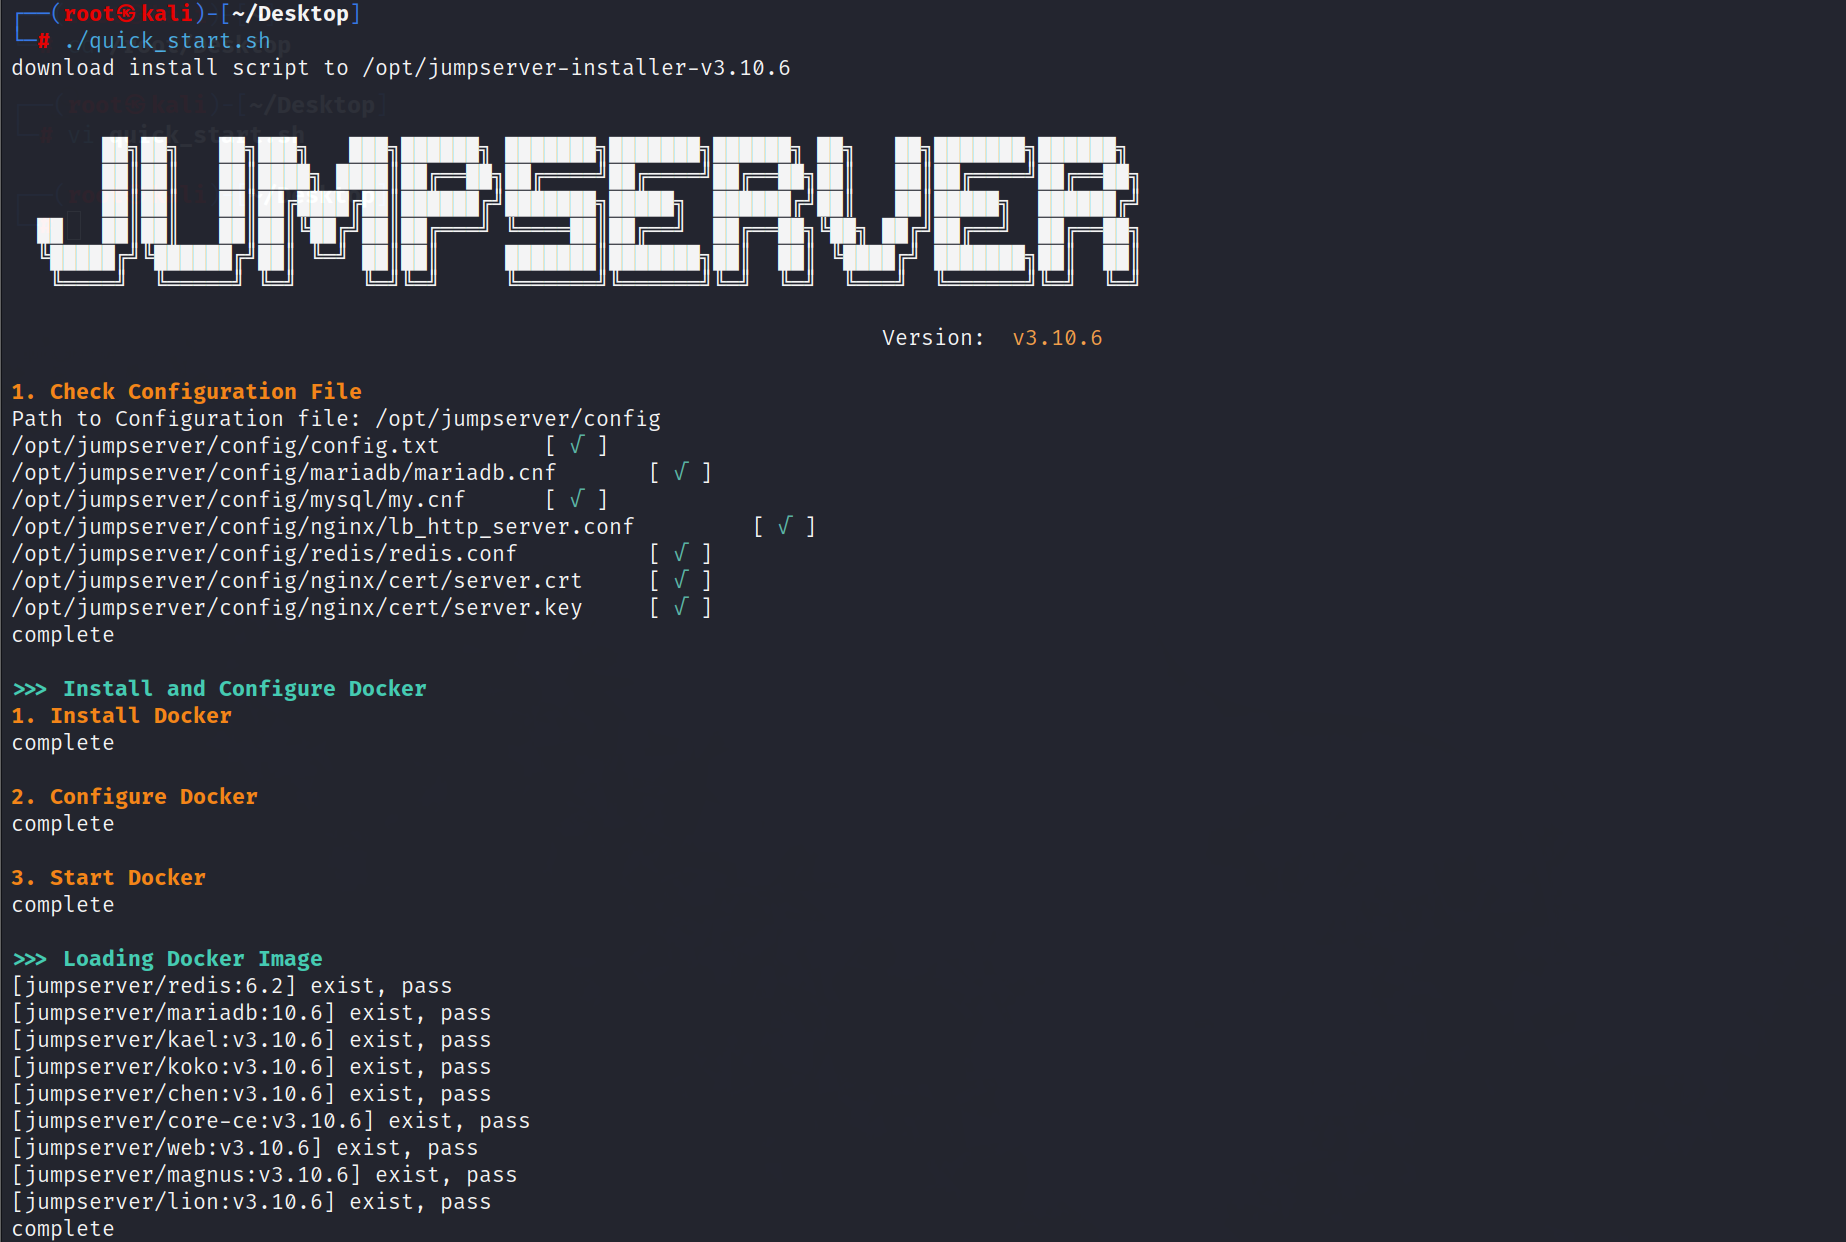 ┌──(root㉿kali)-[~/Desktop]
└─# ./quick_start.sh
download install script to /opt/jumpserver-installer-v3.10.6
JUMPSERVER
Version:  v3.10.6
1. Check Configuration File
Path to Configuration file: /opt/jumpserver/config
/opt/jumpserver/config/config.txt        [ √ ]
/opt/jumpserver/config/mariadb/mariadb.cnf       [ √ ]
/opt/jumpserver/config/mysql/my.cnf      [ √ ]
/opt/jumpserver/config/nginx/lb_http_server.conf         [ √ ]
/opt/jumpserver/config/redis/redis.conf          [ √ ]
/opt/jumpserver/config/nginx/cert/server.crt     [ √ ]
/opt/jumpserver/config/nginx/cert/server.key     [ √ ]
complete
>>> Install and Configure Docker
1. Install Docker
complete
2. Configure Docker
complete
3. Start Docker
complete
>>> Loading Docker Image
[jumpserver/redis:6.2] exist, pass
[jumpserver/mariadb:10.6] exist, pass
[jumpserver/kael:v3.10.6] exist, pass
[jumpserver/koko:v3.10.6] exist, pass
[jumpserver/chen:v3.10.6] exist, pass
[jumpserver/core-ce:v3.10.6] exist, pass
[jumpserver/web:v3.10.6] exist, pass
[jumpserver/magnus:v3.10.6] exist, pass
[jumpserver/lion:v3.10.6] exist, pass
complete